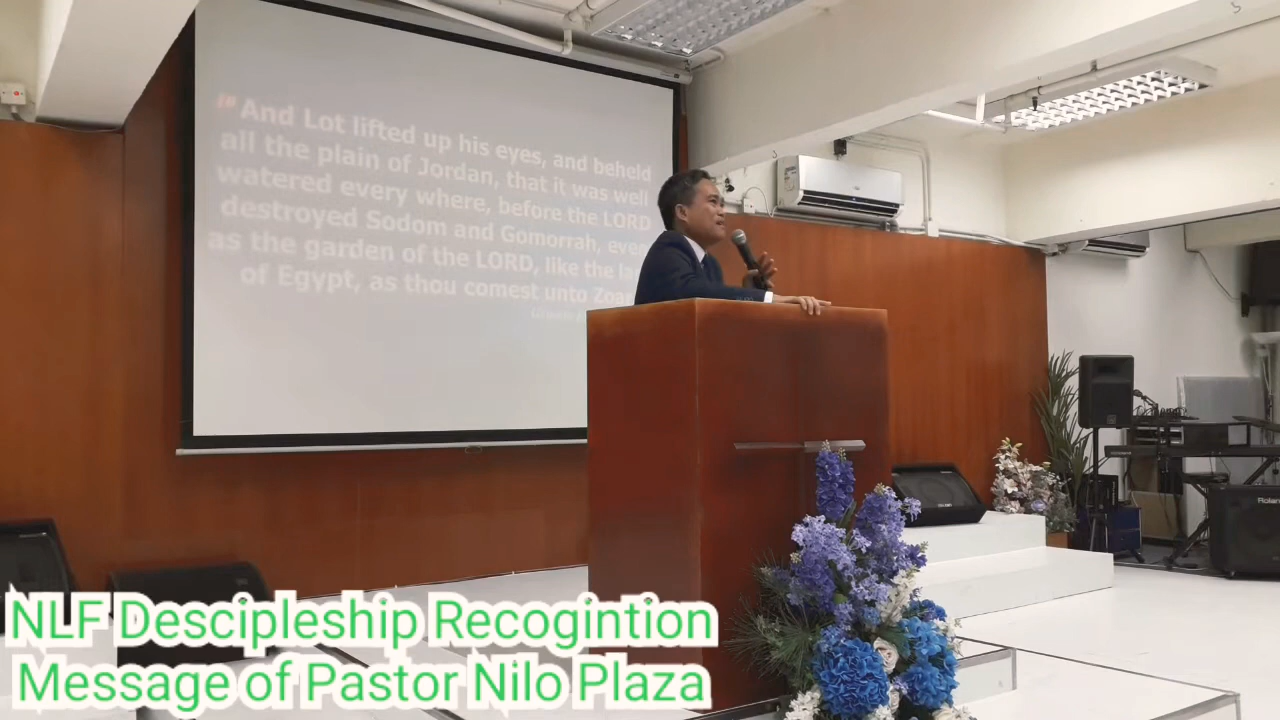 "And Lot lifted up his eyes, and beheld
all the plain of Jordan, that it was well
watered every where, before the LORD
destroyed Sodom and Gomorrah, even
as the garden of the LORD, like the
of Egypt, as thou comest unto
Roland
NLF Descipleship Recogintion
Message of Pastor Nilo Plaza